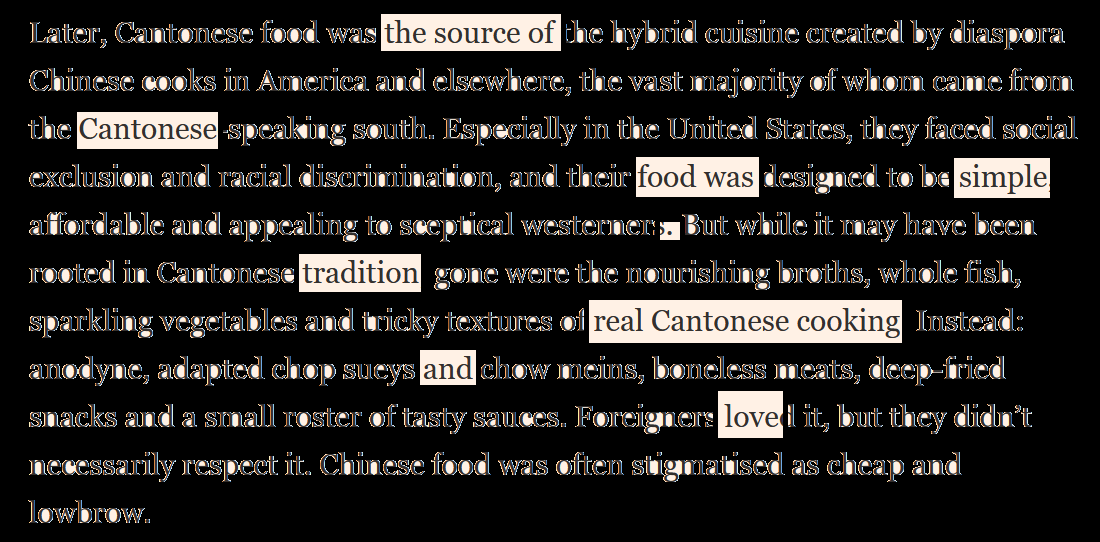 Later, Cantonese food was the source of the hybrid cuisine created by diaspora
Chinese cooks in America and elsewhere, the vast majority of whom came from
the Cantonese-speaking south. Especially in the United States, they faced social
exclusion and racial discrimination, and their food was designed to be simple,
affordable and appealing to sceptical westerners. But while it may have been
rooted in Cantonese tradition gone were the nourishing broths, whole fish,
sparkling vegetables and tricky textures of real Cantonese cooking Instead:
anodyne, adapted chop sueys and chow meins, boneless meats, deep-fried
snacks and a small roster of tasty sauces. Foreigners loved it, but they didn’t
necessarily respect it. Chinese food was often stigmatised as cheap and
lowbrow.